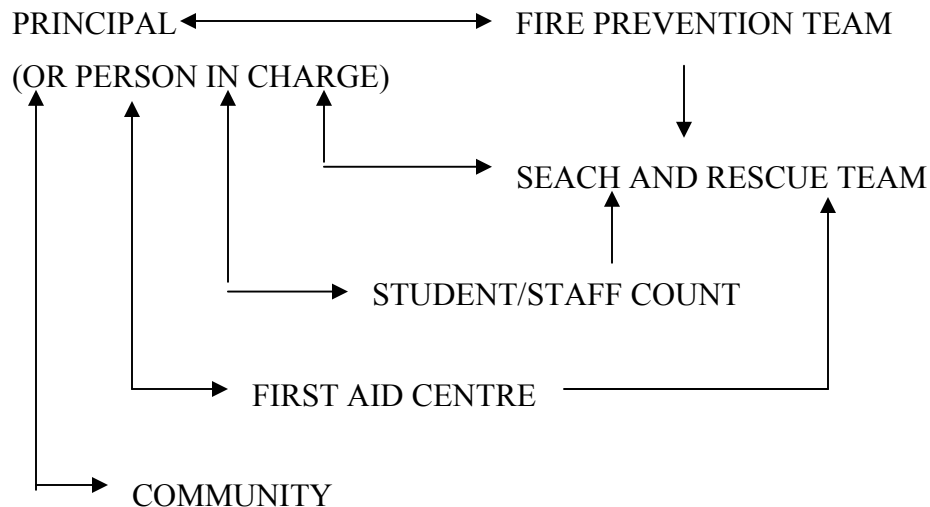 PRINCIPAL
FIRE PREVENTION TEAM
(OR PERSON IN CHARGE)
SEACH AND RESCUE TEAM
STUDENT/STAFF COUNT
FIRST AID CENTRE
COMMUNITY